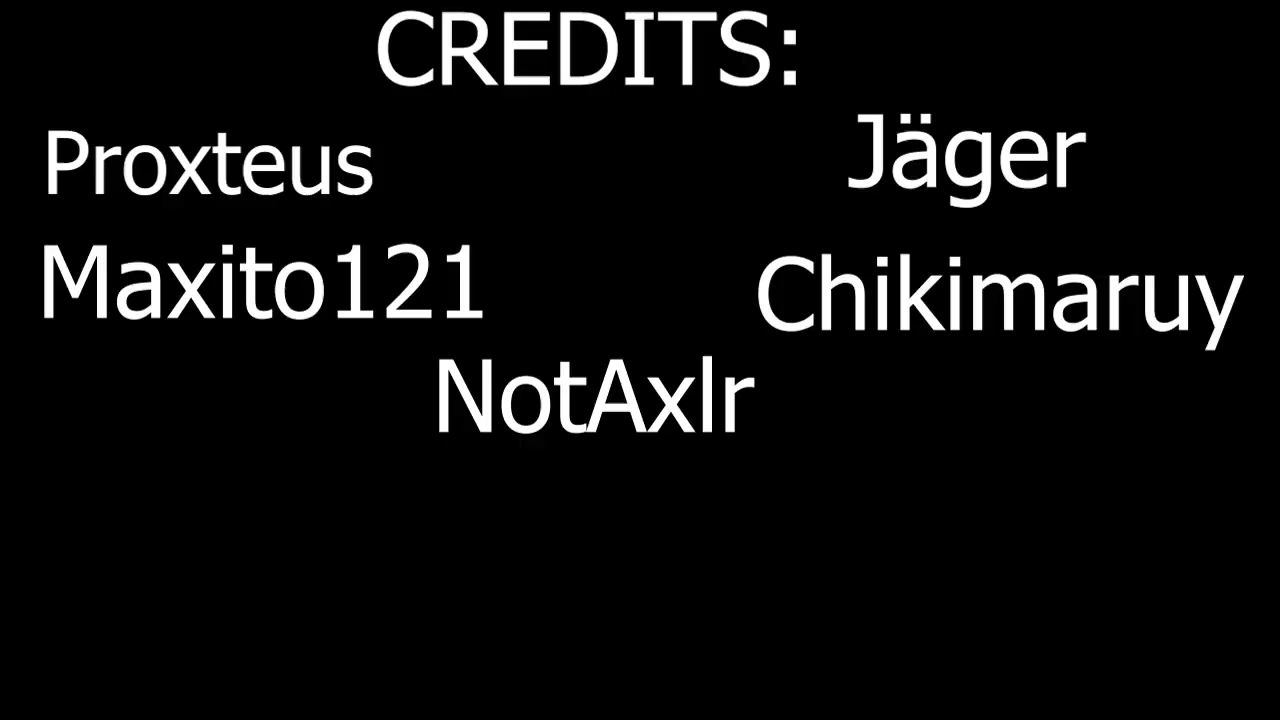 CREDITS:
Proxteus
Jäger
Maxito121
Chikimaruy
NotAxlr